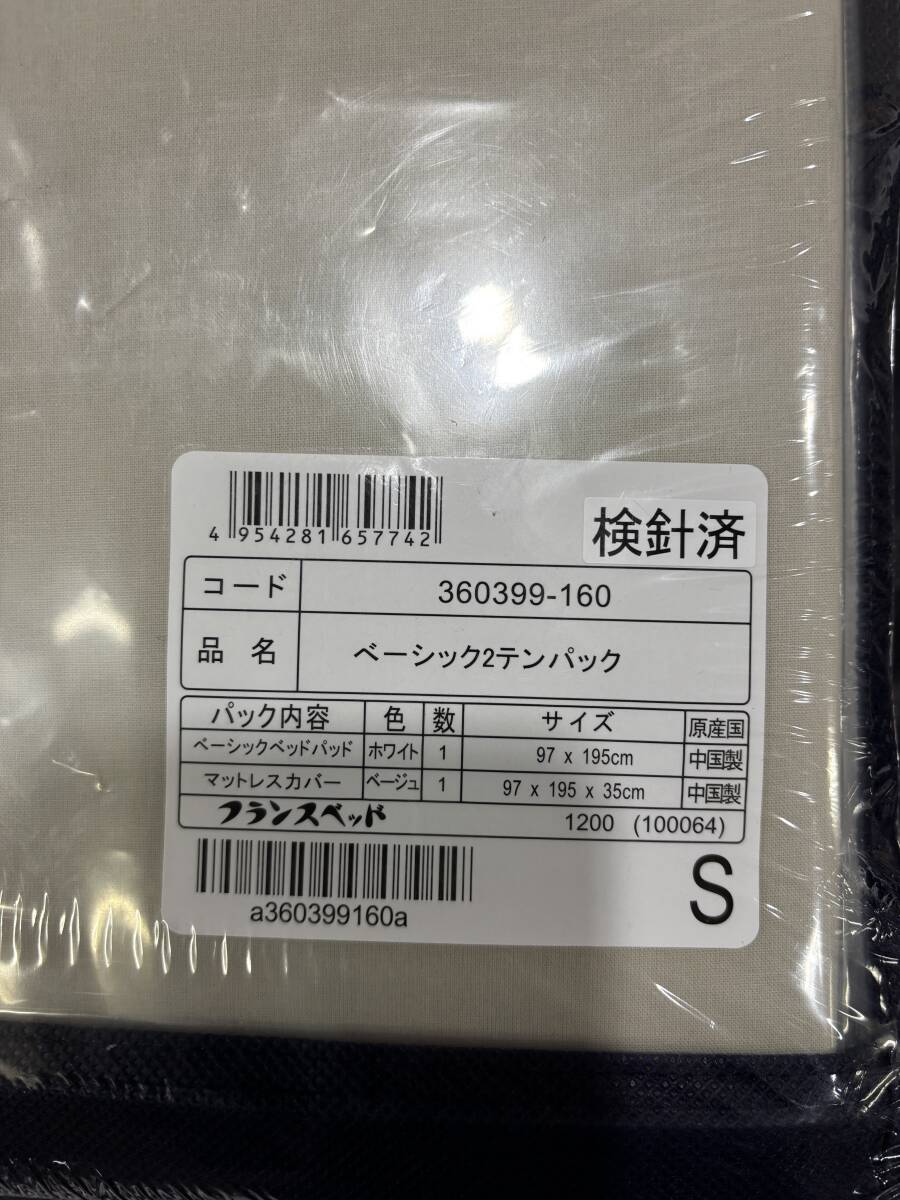 4 954281 657742
検針済
コード 360399-160
品名 ベーシック2テンパック
パック内容 色 数 サイズ 原産国
ベーシックベッドパッド ホワイト 1 97 x 195cm 中国製
マットレスカバー ベージュ 1 97 x 195 x 35cm 中国製
フランスベッド 1200 (100064)
a360399160a
S